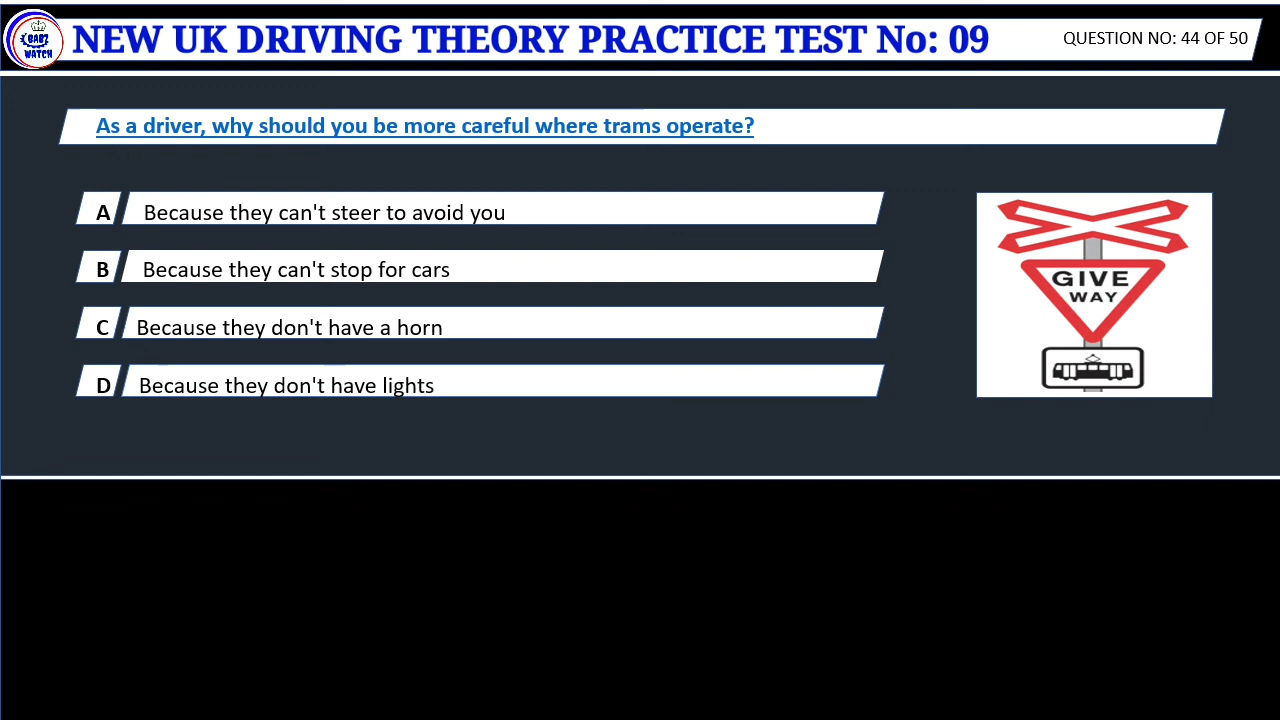 BABZ
WATCH
NEW UK DRIVING THEORY PRACTICE TEST No: 09
QUESTION NO: 44 OF 50
As a driver, why should you be more careful where trams operate?
A Because they can't steer to avoid you
B Because they can't stop for cars
C Because they don't have a horn
D Because they don't have lights
GIVE
WAY